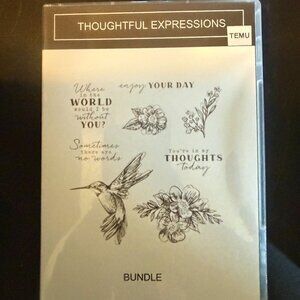 THOUGHTFUL EXPRESSIONS
TEMU
Where
in the
WORLD
would I be
without
YOU?
enjoy YOUR DAY
Sometimes
there are
no words
You're in my
THOUGHTS
today
BUNDLE